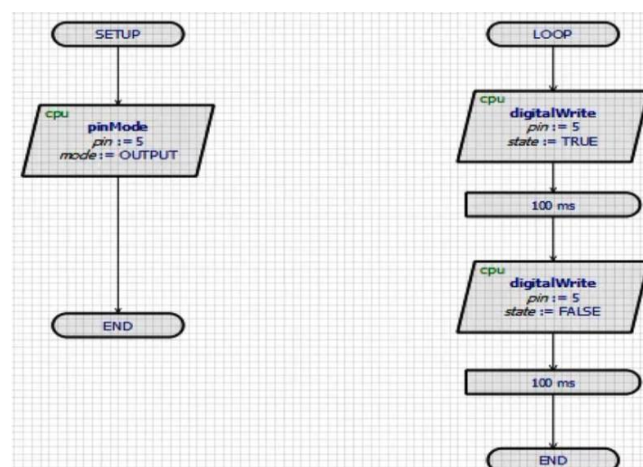 SETUP
cpu
pinMode
pin := 5
mode := OUTPUT
END
LOOP
cpu
digitalWrite
pin := 5
state := TRUE
100 ms
cpu
digitalWrite
pin := 5
state := FALSE
100 ms
END